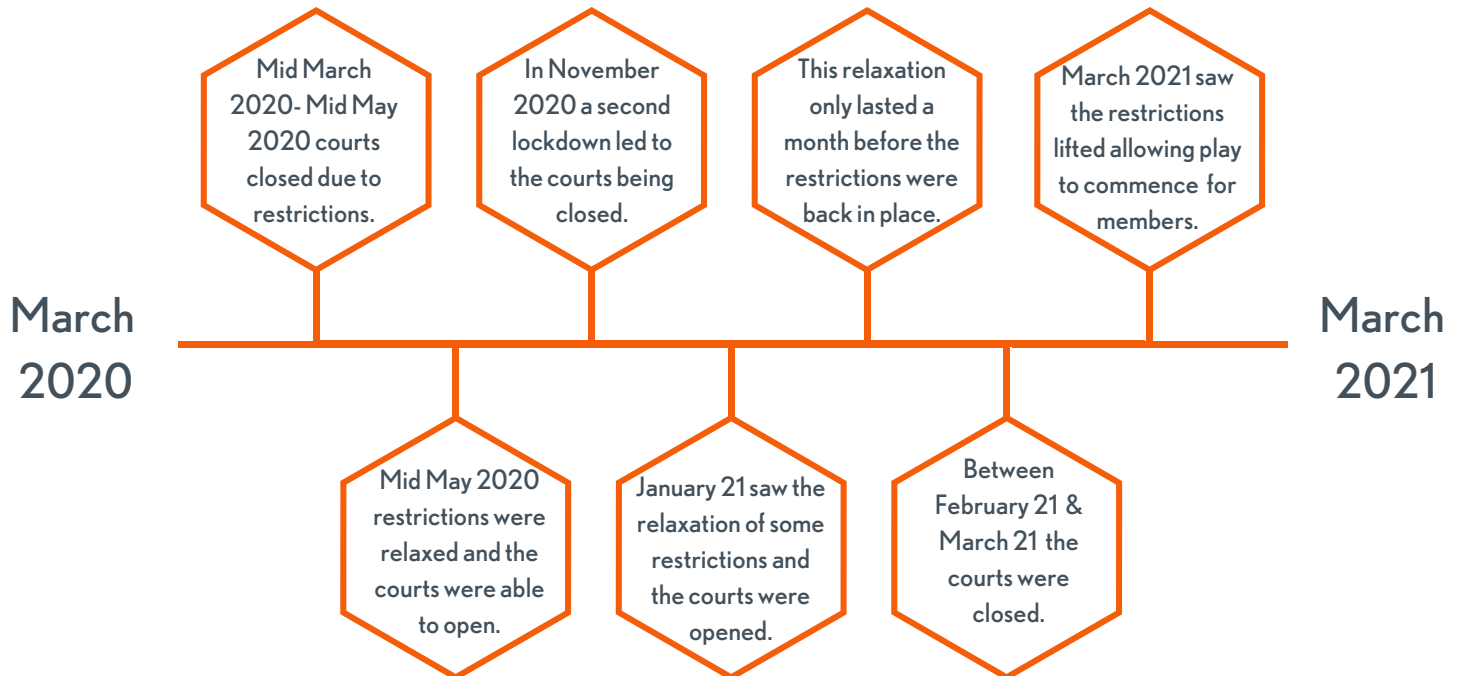 March
2020
Mid March
2020- Mid May
2020 courts
closed due to
restrictions.
Mid May 2020
restrictions were
relaxed and the
courts were able
to open.
In November
2020 a second
lockdown led to
the courts being
closed.
January 21 saw the
relaxation of some
restrictions and
the courts were
opened.
This relaxation
only lasted a
month before the
restrictions were
back in place.
Between
February 21 &
March 21 the
courts were
closed.
March 2021 saw
the restrictions
lifted allowing play
to commence for
members.
March
2021